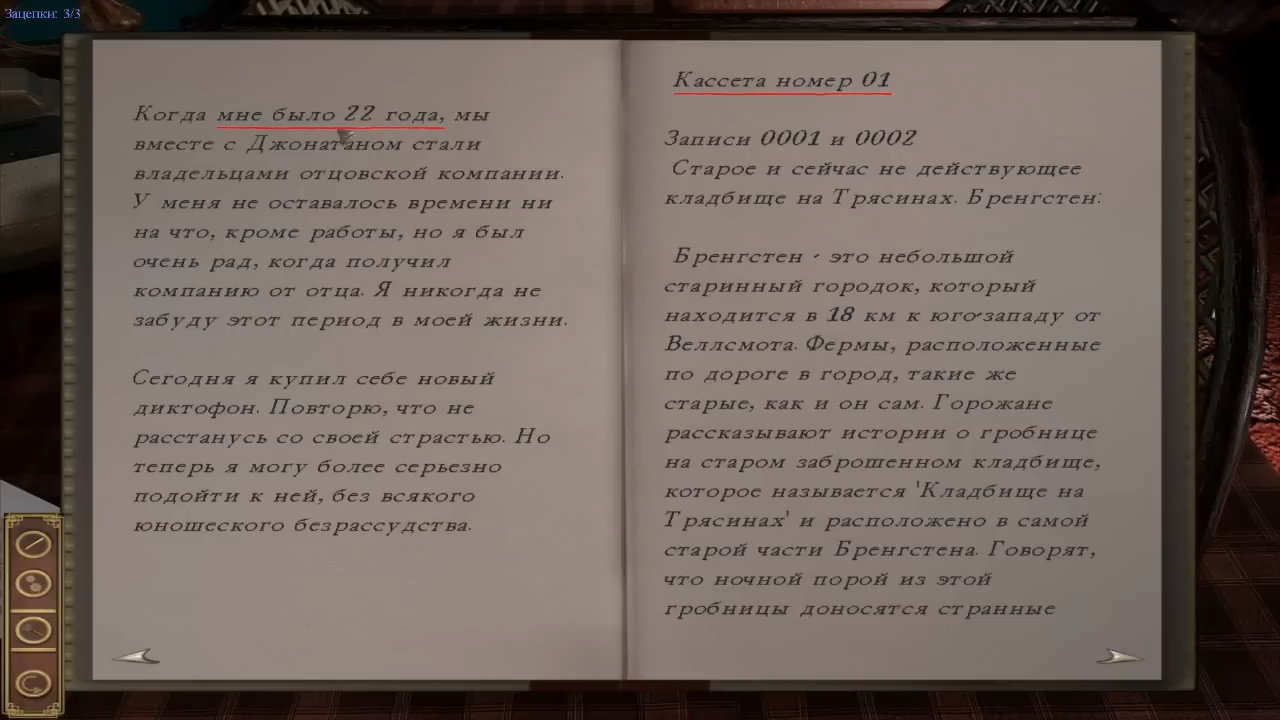 Зацепки: 3/3
Когда мне было 22 года, мы
вместе с Джонатаном стали
владельцами отцовской компании.
У меня не оставалось времени ни
на что, кроме работы, но я был
очень рад, когда получил
компанию от отца. Я никогда не
забуду этот период в моей жизни.
Сегодня я купил себе новый
диктофон. Повторю, что не
расстанусь со своей страстью. Но
теперь я могу более серьезно
подойти к ней, без всякого
юношеского безрассудства.
Кассета номер 01
Записи 0001 и 0002
Старое и сейчас не действующее
кладбище на Трясинах. Бренгстен:
Бренгстен - это небольшой
старинный городок, который
находится в 18 км к юго-западу от
Веллсмота. Фермы, расположенные
по дороге в город, такие же
старые, как и он сам. Горожане
рассказывают истории о гробнице
на старом заброшенном кладбище,
которое называется 'Кладбище на
Трясинах' и расположено в самой
старой части Бренгстена. Говорят,
что ночной порой из этой
гробницы доносятся странные